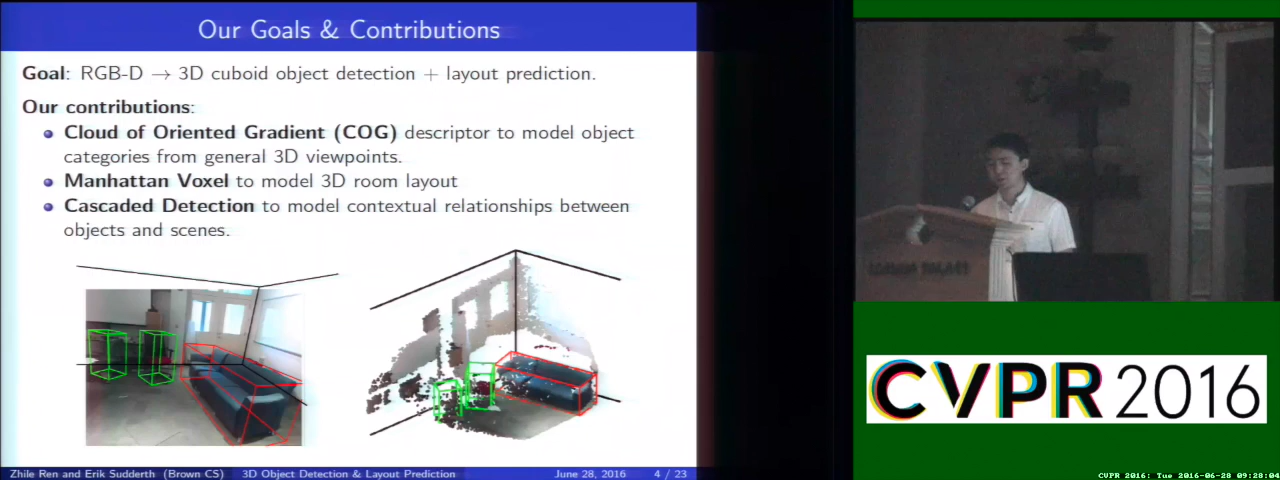 Our Goals & Contributions
Goal: RGB-D → 3D cuboid object detection + layout prediction.
Our contributions:
Cloud of Oriented Gradient (COG) descriptor to model object
categories from general 3D viewpoints.
Manhattan Voxel to model 3D room layout
Cascaded Detection to model contextual relationships between
objects and scenes.
Zhile Ren and Erik Sudderth (Brown CS) 3D Object Detection & Layout Prediction June 28, 2016 4 / 23
CVPR 2016
CVPR 2016: Tue 2016-06-28 09:28:04